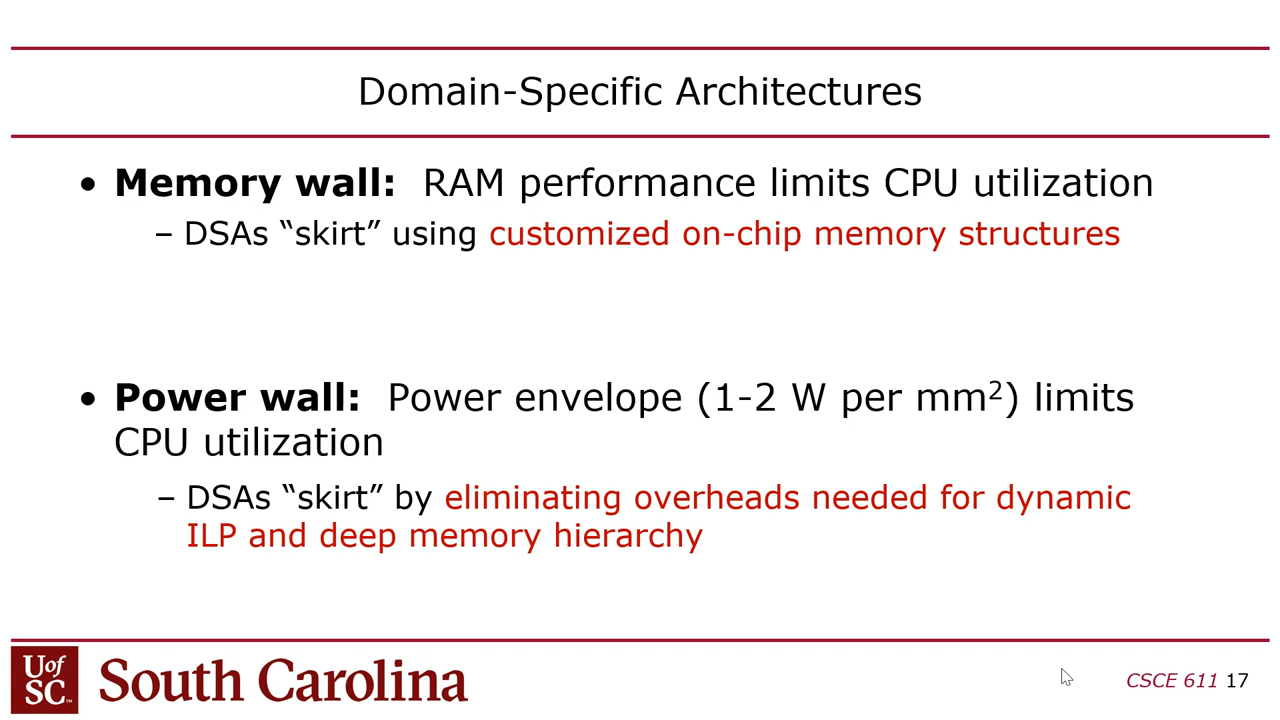 Domain-Specific Architectures
• Memory wall: RAM performance limits CPU utilization
– DSAs “skirt” using customized on-chip memory structures
• Power wall: Power envelope (1-2 W per mm²) limits
CPU utilization
– DSAs “skirt” by eliminating overheads needed for dynamic
ILP and deep memory hierarchy
U of
SC™
South Carolina
CSCE 611 17